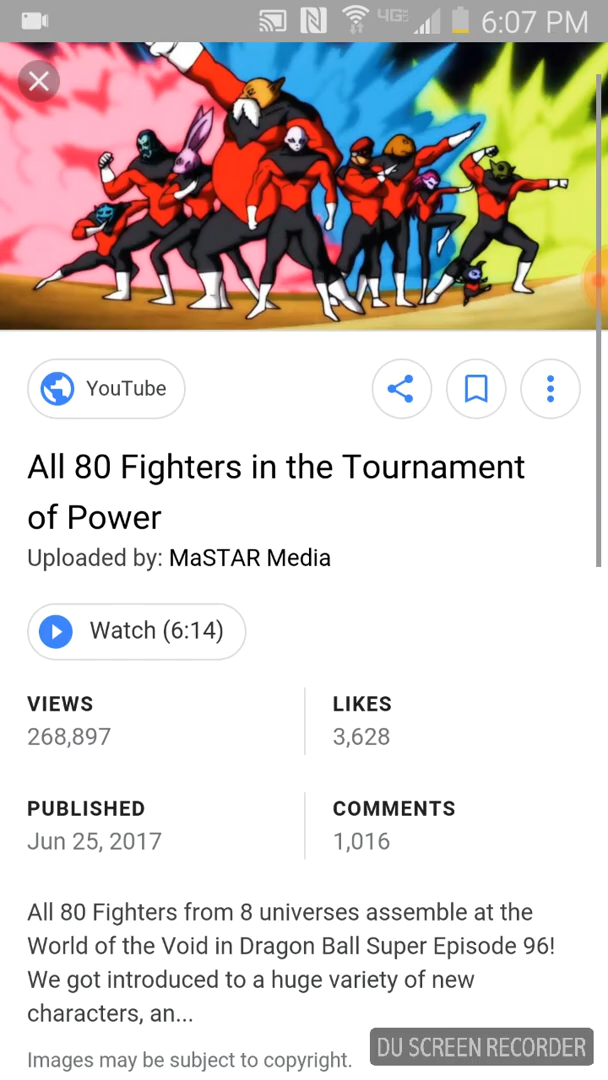 4G 6:07 PM
YouTube
All 80 Fighters in the Tournament
of Power
Uploaded by: MaSTAR Media
Watch (6:14)
VIEWS
268,897
LIKES
3,628
PUBLISHED
Jun 25, 2017
COMMENTS
1,016
All 80 Fighters from 8 universes assemble at the
World of the Void in Dragon Ball Super Episode 96!
We got introduced to a huge variety of new
characters, an...
Images may be subject to copyright.
DU SCREEN RECORDER